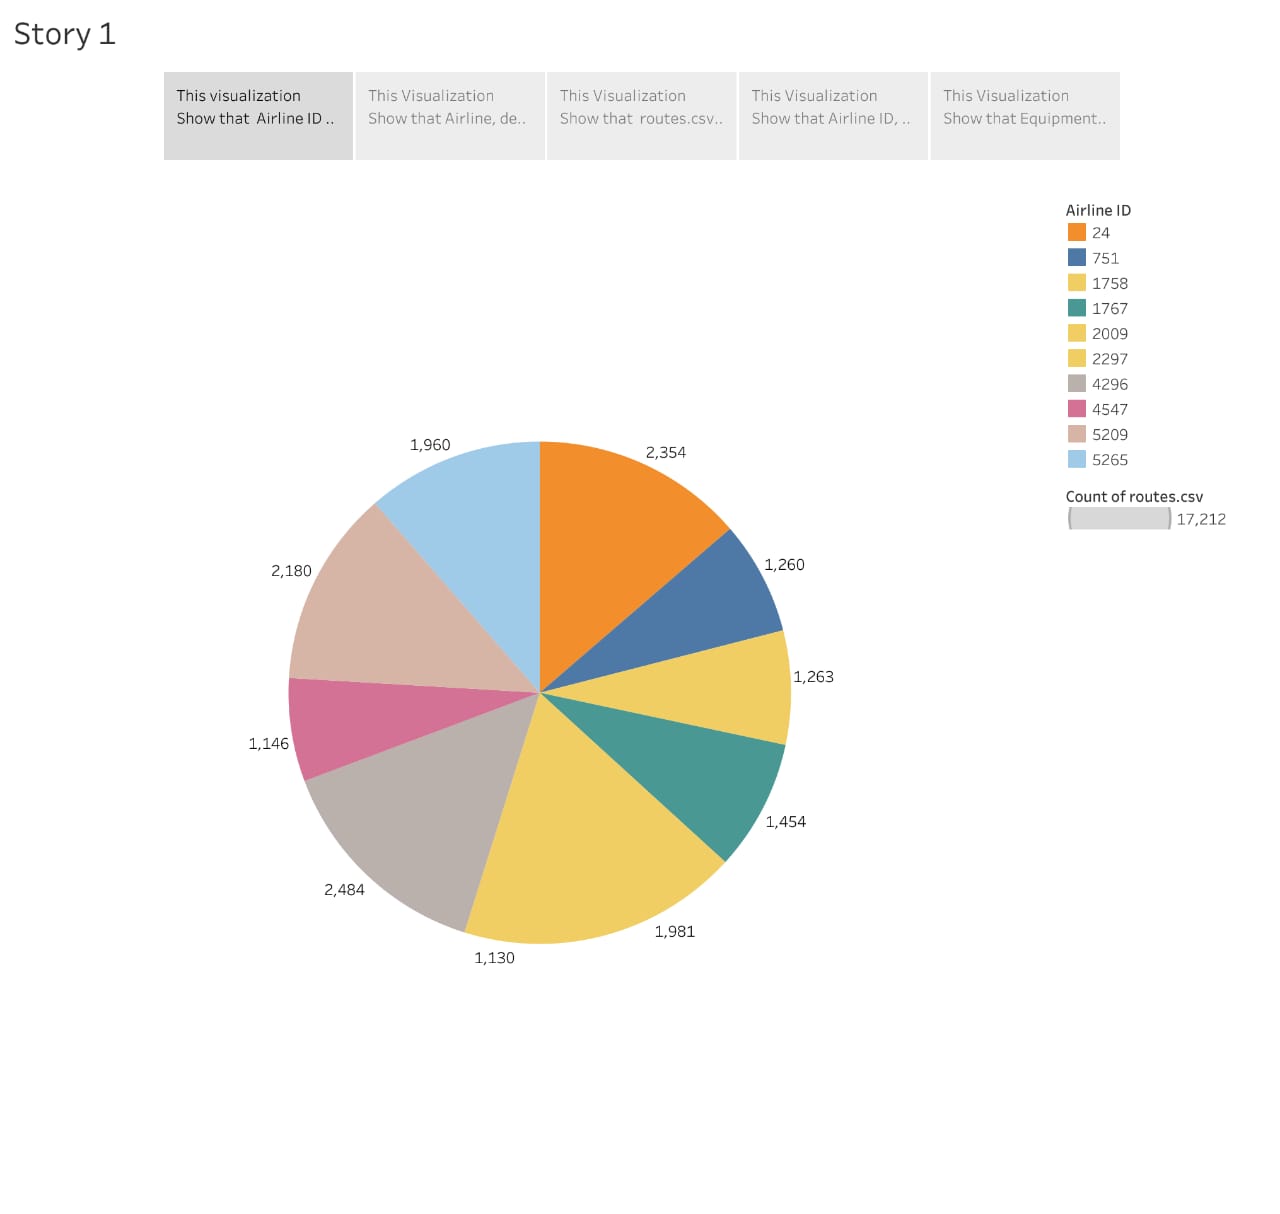 Story 1
This visualization
Show that  Airline ID ..
This Visualization
Show that Airline, de..
This Visualization
Show that  routes.csv..
This Visualization
Show that Airline ID, ..
This Visualization
Show that Equipment..
Airline ID
24
751
1758
1767
2009
2297
4296
4547
5209
5265
Count of routes.csv
17,212
1,960
2,354
2,180
1,260
1,263
1,146
1,454
2,484
1,981
1,130